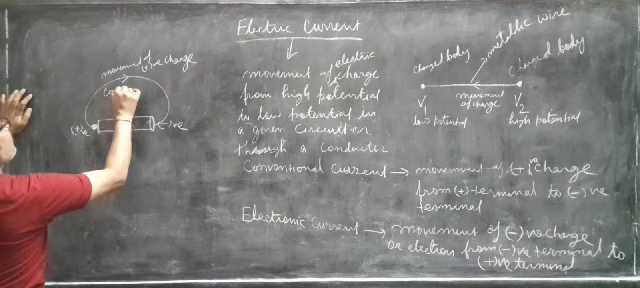 movement of
(-)ve charge
(+)ve
(-)ve
Electric Current
movement of electric charge
from high potential
to low potential in
a given circuit or
through a conductor
Conventional Current → movement of (+)ve charge
from (+)-terminal to (-)ve
terminal
Electronic Current → movement of (-)ve charge
or electron from (-)ve terminal to
(+)ve terminal
charged body
metallic wire
charged body
movement
of charge
V1
V2
low potential
high potential